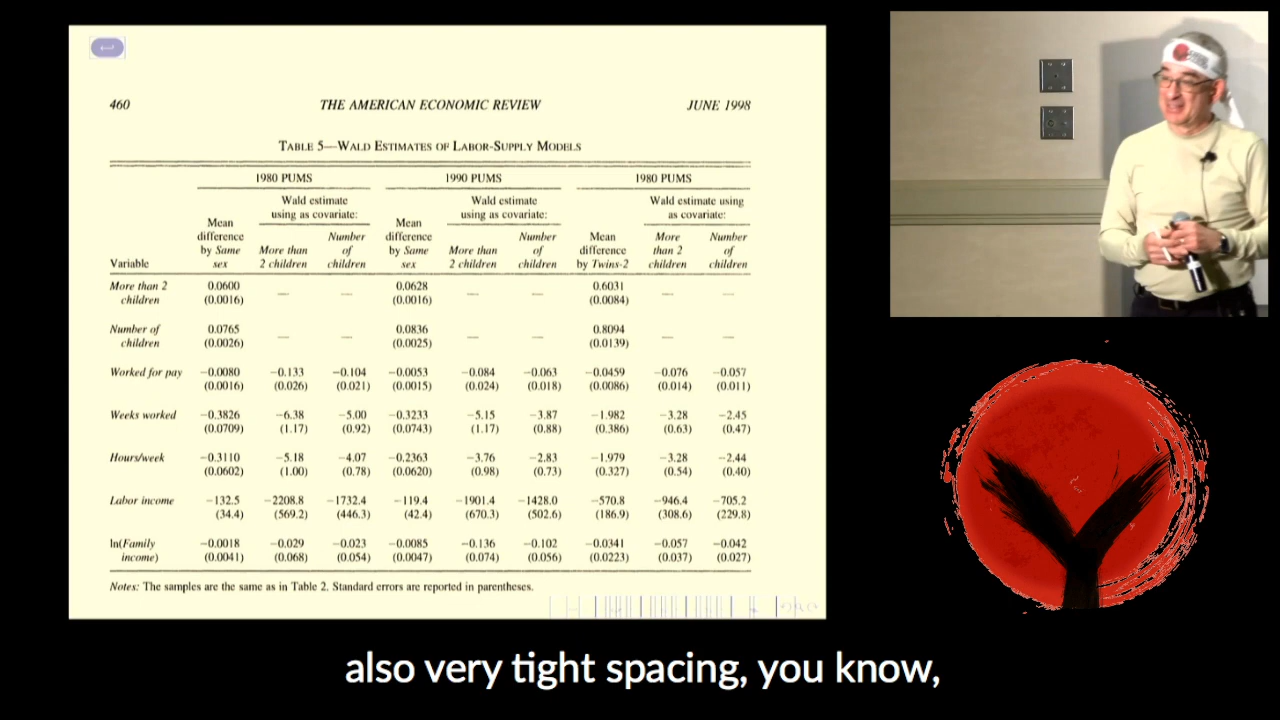 460 THE AMERICAN ECONOMIC REVIEW JUNE 1998
TABLE 5—WALD ESTIMATES OF LABOR-SUPPLY MODELS
1980 PUMS 1990 PUMS 1980 PUMS
Wald estimate using as covariate: Wald estimate using as covariate: Wald estimate using as covariate:
Variable Mean difference by Same sex More than 2 children Number of children Mean difference by Same sex More than 2 children Number of children Mean difference by Twins-2 More than 2 children Number of children
More than 2 children 0.0600 — — 0.0628 — — 0.6031 — —
(0.0016) (0.0016) (0.0084)
Number of children 0.0765 — — 0.0836 — — 0.8094 — —
(0.0026) (0.0025) (0.0139)
Worked for pay −0.0080 −0.133 −0.104 −0.0053 −0.084 −0.063 −0.0459 −0.076 −0.057
(0.0016) (0.026) (0.021) (0.0015) (0.024) (0.018) (0.0086) (0.014) (0.011)
Weeks worked −0.3826 −6.38 −5.00 −0.3233 −5.15 −3.87 −1.982 −3.28 −2.45
(0.0709) (1.17) (0.92) (0.0743) (1.17) (0.88) (0.386) (0.63) (0.47)
Hours/week −0.3110 −5.18 −4.07 −0.2363 −3.76 −2.83 −1.979 −3.28 −2.44
(0.0602) (1.00) (0.78) (0.0620) (0.98) (0.73) (0.327) (0.54) (0.40)
Labor income −132.5 −2208.8 −1732.4 −119.4 −1901.4 −1428.0 −570.8 −946.4 −705.2
(34.4) (569.2) (446.3) (42.4) (670.3) (502.6) (186.9) (308.6) (229.8)
ln(Family income) −0.0018 −0.029 −0.023 −0.0085 −0.136 −0.102 −0.0341 −0.057 −0.042
(0.0041) (0.068) (0.054) (0.0047) (0.074) (0.056) (0.0223) (0.037) (0.027)
Notes: The samples are the same as in Table 2. Standard errors are reported in parentheses.
also very tight spacing, you know,